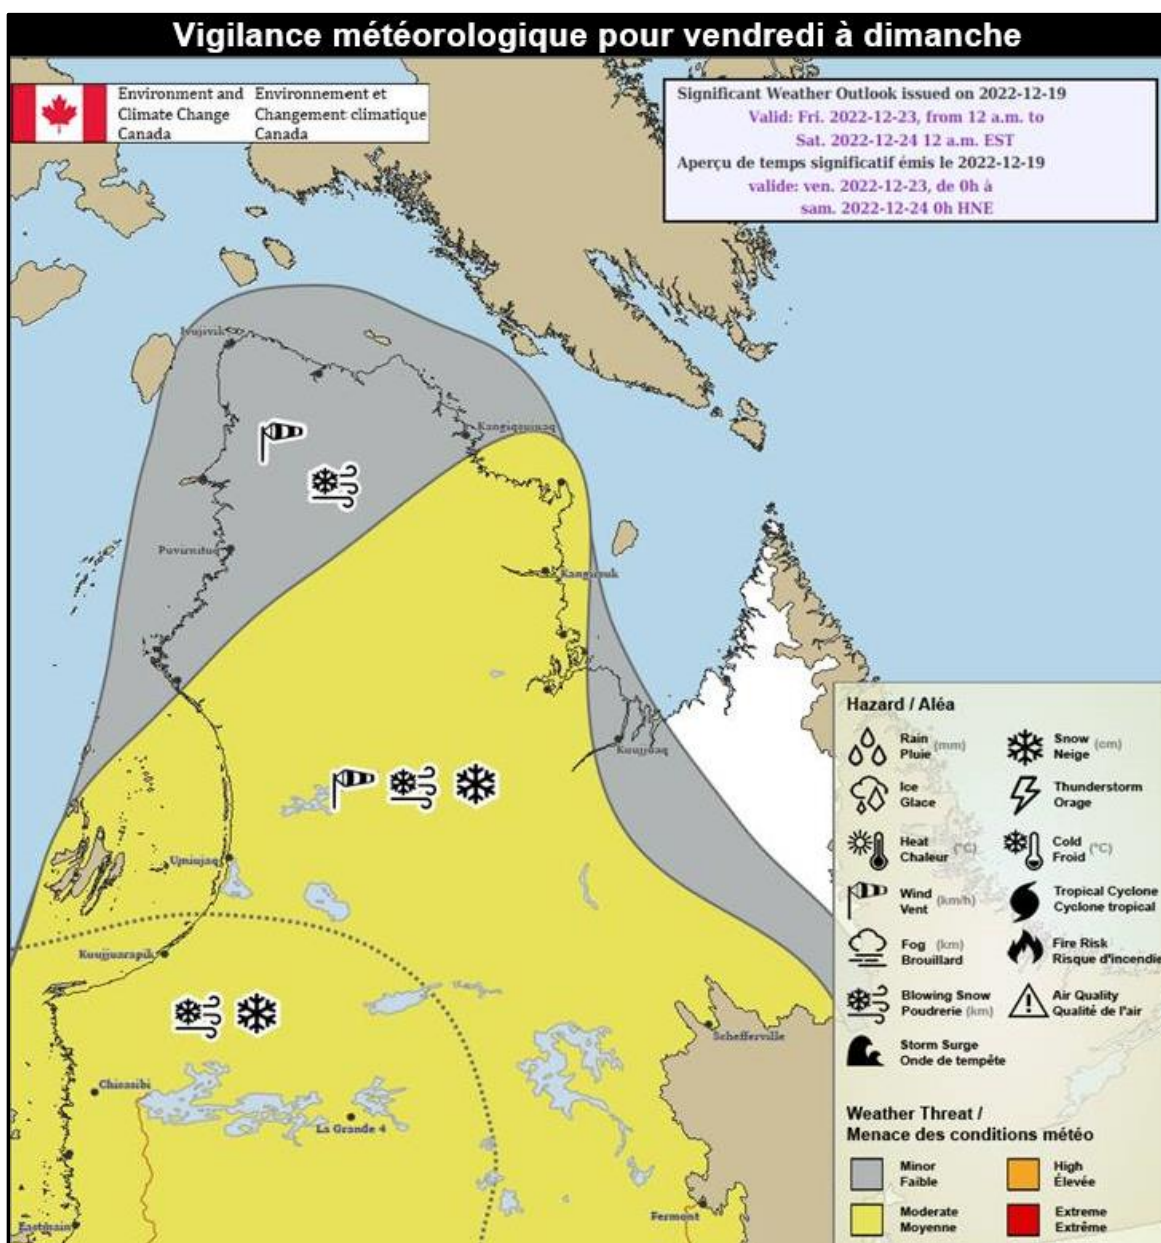 Vigilance météorologique pour vendredi à dimanche
Environment and
Climate Change
Canada
Environnement et
Changement climatique
Canada
Significant Weather Outlook issued on 2022-12-19
Valid: Fri. 2022-12-23, from 12 a.m. to
Sat. 2022-12-24 12 a.m. EST
Aperçu de temps significatif émis le 2022-12-19
valide: ven. 2022-12-23, de 0h à
sam. 2022-12-24 0h HNE
Ivujivik
Kangiqsujuaq
Puvirnituq
Kangirsuk
Kuujjuaq
Umiujaq
Kuujjuarapik
Schefferville
Chisasibi
La Grande 4
Fermont
Eastmain
Hazard / Aléa
Rain
Pluie (mm)
Snow
Neige (cm)
Ice
Glace
Thunderstorm
Orage
Heat
Chaleur (°C)
Cold
Froid (°C)
Wind
Vent (km/h)
Tropical Cyclone
Cyclone tropical
Fog (km)
Brouillard
Fire Risk
Risque d'incendie
Blowing Snow
Poudrerie (km)
Air Quality
Qualité de l'air
Storm Surge
Onde de tempête
Weather Threat /
Menace des conditions météo
Minor
Faible
High
Élevée
Moderate
Moyenne
Extreme
Extrême